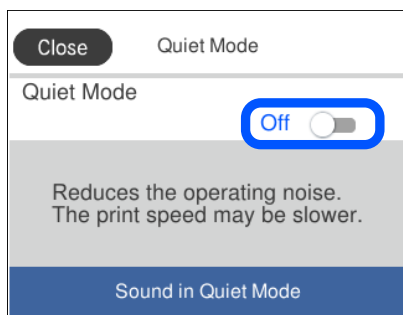 Close Quiet Mode
Quiet Mode
Off
Reduces the operating noise.
The print speed may be slower.
Sound in Quiet Mode